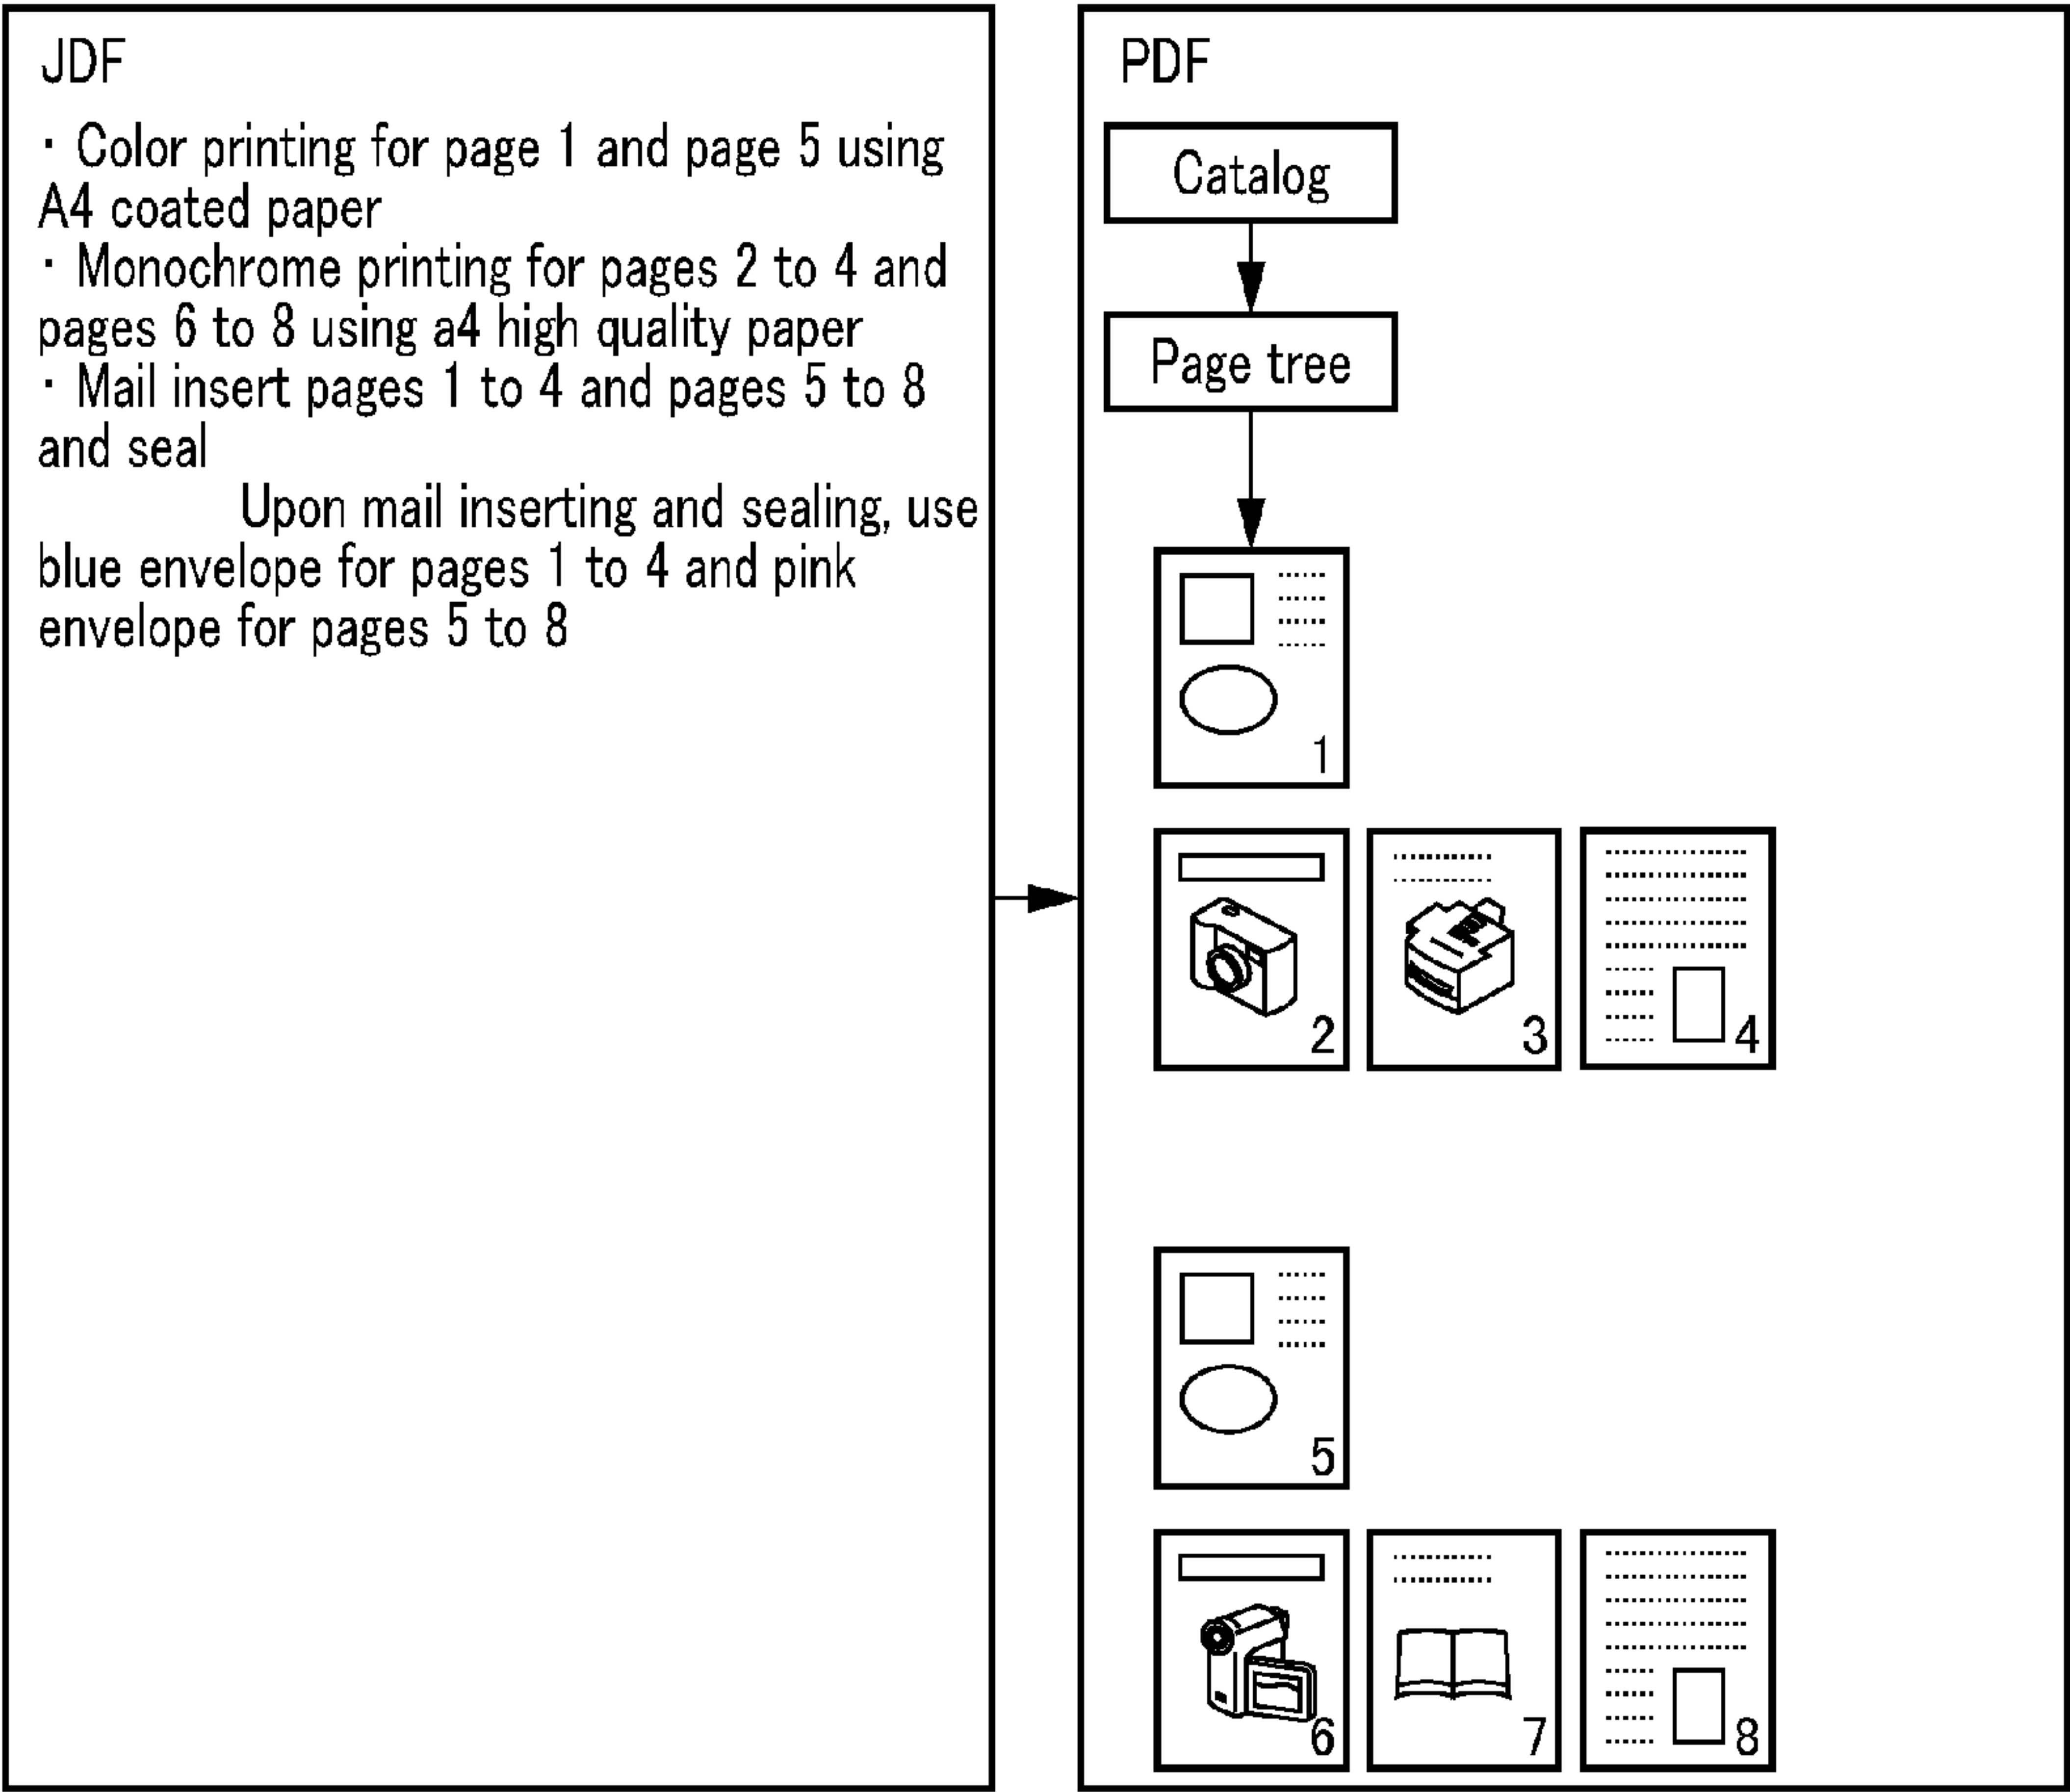 JDF
· Color printing for page 1 and page 5 using
A4 coated paper
· Monochrome printing for pages 2 to 4 and
pages 6 to 8 using a4 high quality paper
· Mail insert pages 1 to 4 and pages 5 to 8
and seal
Upon mail inserting and sealing, use
blue envelope for pages 1 to 4 and pink
envelope for pages 5 to 8
PDF
Catalog
Page tree
1
2
3
4
5
6
7
8